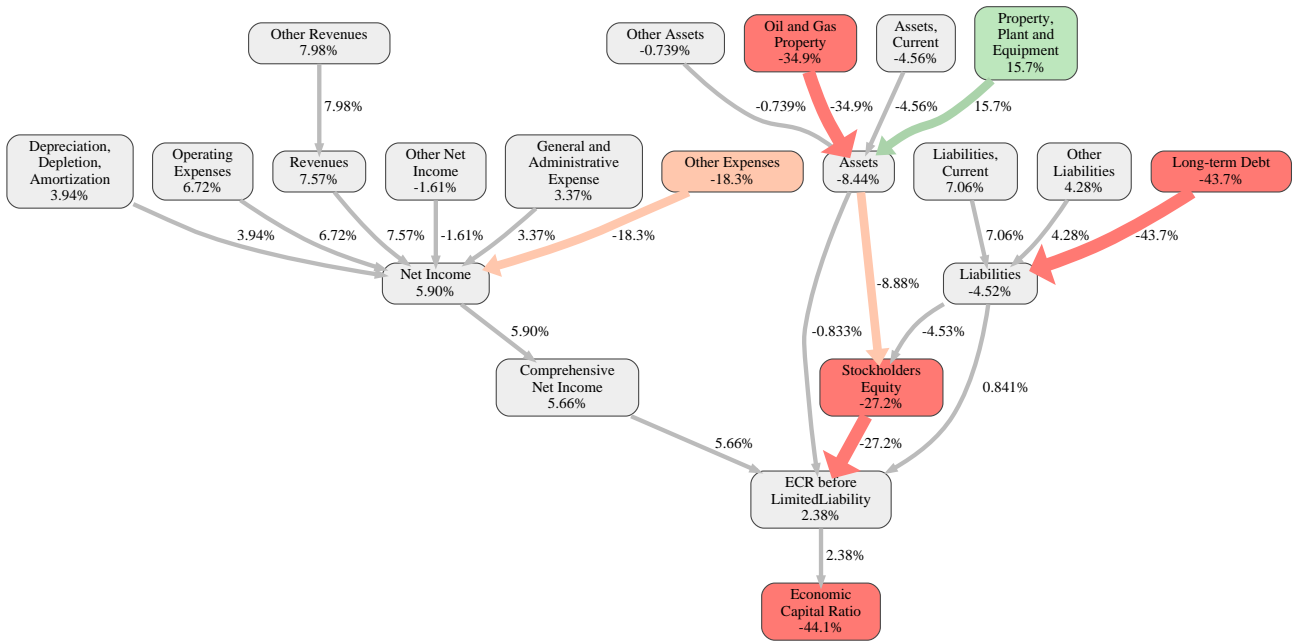 Other Revenues
7.98%
Other Assets
-0.739%
Oil and Gas
Property
-34.9%
Assets,
Current
-4.56%
Property,
Plant and
Equipment
15.7%
7.98%
-0.739%
-34.9%
-4.56%
15.7%
Depreciation,
Depletion,
Amortization
3.94%
Operating
Expenses
6.72%
Revenues
7.57%
Other Net
Income
-1.61%
General and
Administrative
Expense
3.37%
Other Expenses
-18.3%
Assets
-8.44%
Liabilities,
Current
7.06%
Other
Liabilities
4.28%
Long-term Debt
-43.7%
3.94%
6.72%
7.57%
-1.61%
3.37%
-18.3%
7.06%
4.28%
-43.7%
Net Income
5.90%
-8.88%
Liabilities
-4.52%
5.90%
-0.833%
-4.53%
Comprehensive
Net Income
5.66%
Stockholders
Equity
-27.2%
0.841%
5.66%
-27.2%
ECR before
LimitedLiability
2.38%
2.38%
Economic
Capital Ratio
-44.1%